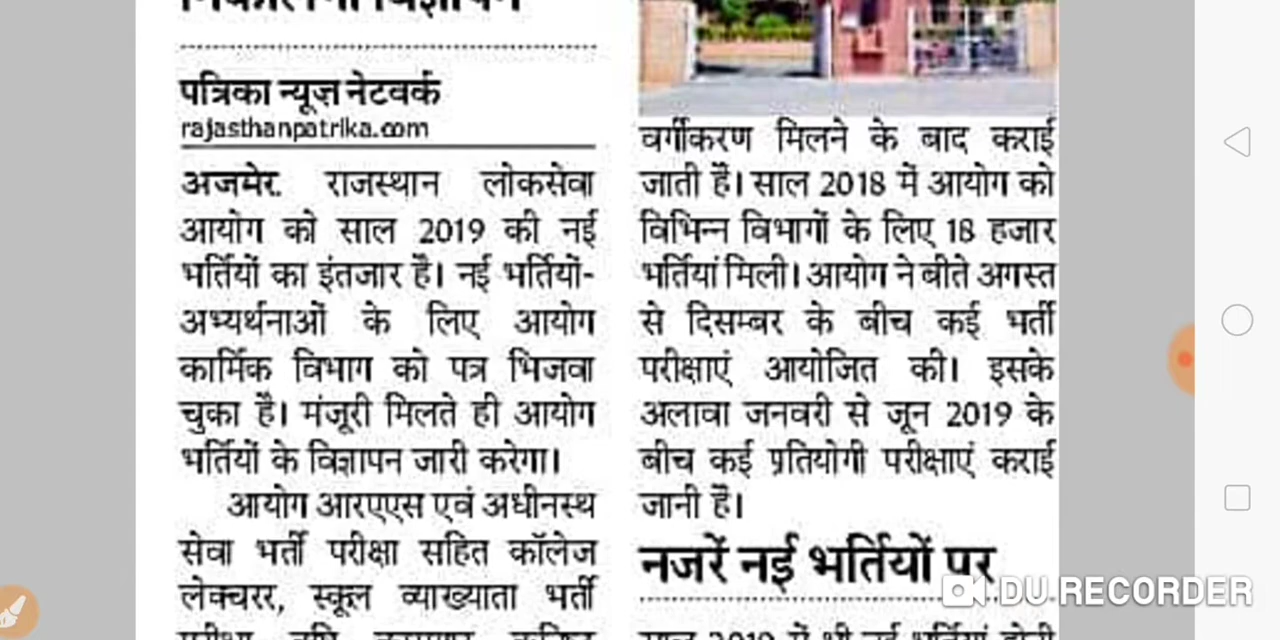 पत्रिका न्यूज़ नेटवर्क
rajasthanpatrika.com
अजमेर. राजस्थान लोकसेवा
आयोग को साल 2019 की नई
भर्तियों का इंतजार है। नई भर्तियों-
अभ्यर्थनाओं के लिए आयोग
कार्मिक विभाग को पत्र भिजवा
चुका है। मंजूरी मिलते ही आयोग
भर्तियों के विज्ञापन जारी करेगा।
आयोग आरएएस एवं अधीनस्थ
सेवा भर्ती परीक्षा सहित कॉलेज
लेक्चरर, स्कूल व्याख्याता भर्ती
वर्गीकरण मिलने के बाद कराई
जाती हैं। साल 2018 में आयोग को
विभिन्न विभागों के लिए 18 हजार
भर्तियां मिली। आयोग ने बीते अगस्त
से दिसम्बर के बीच कई भर्ती
परीक्षाएं आयोजित की। इसके
अलावा जनवरी से जून 2019 के
बीच कई प्रतियोगी परीक्षाएं कराई
जानी हैं।
नजरें नई भर्तियों पर
DU RECORDER